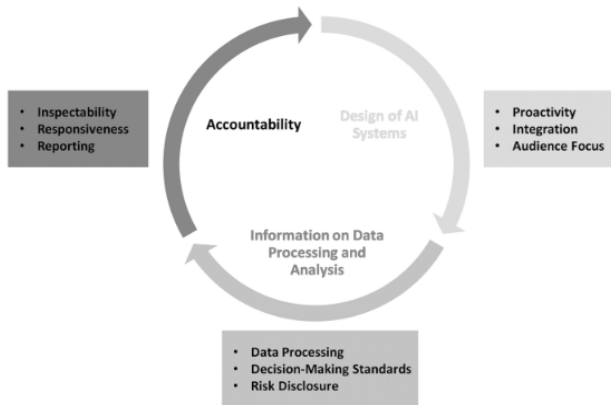 Inspectability
Responsiveness
Reporting
Accountability
Design of AI
Systems
Proactivity
Integration
Audience Focus
Information on Data
Processing and
Analysis
Data Processing
Decision-Making Standards
Risk Disclosure